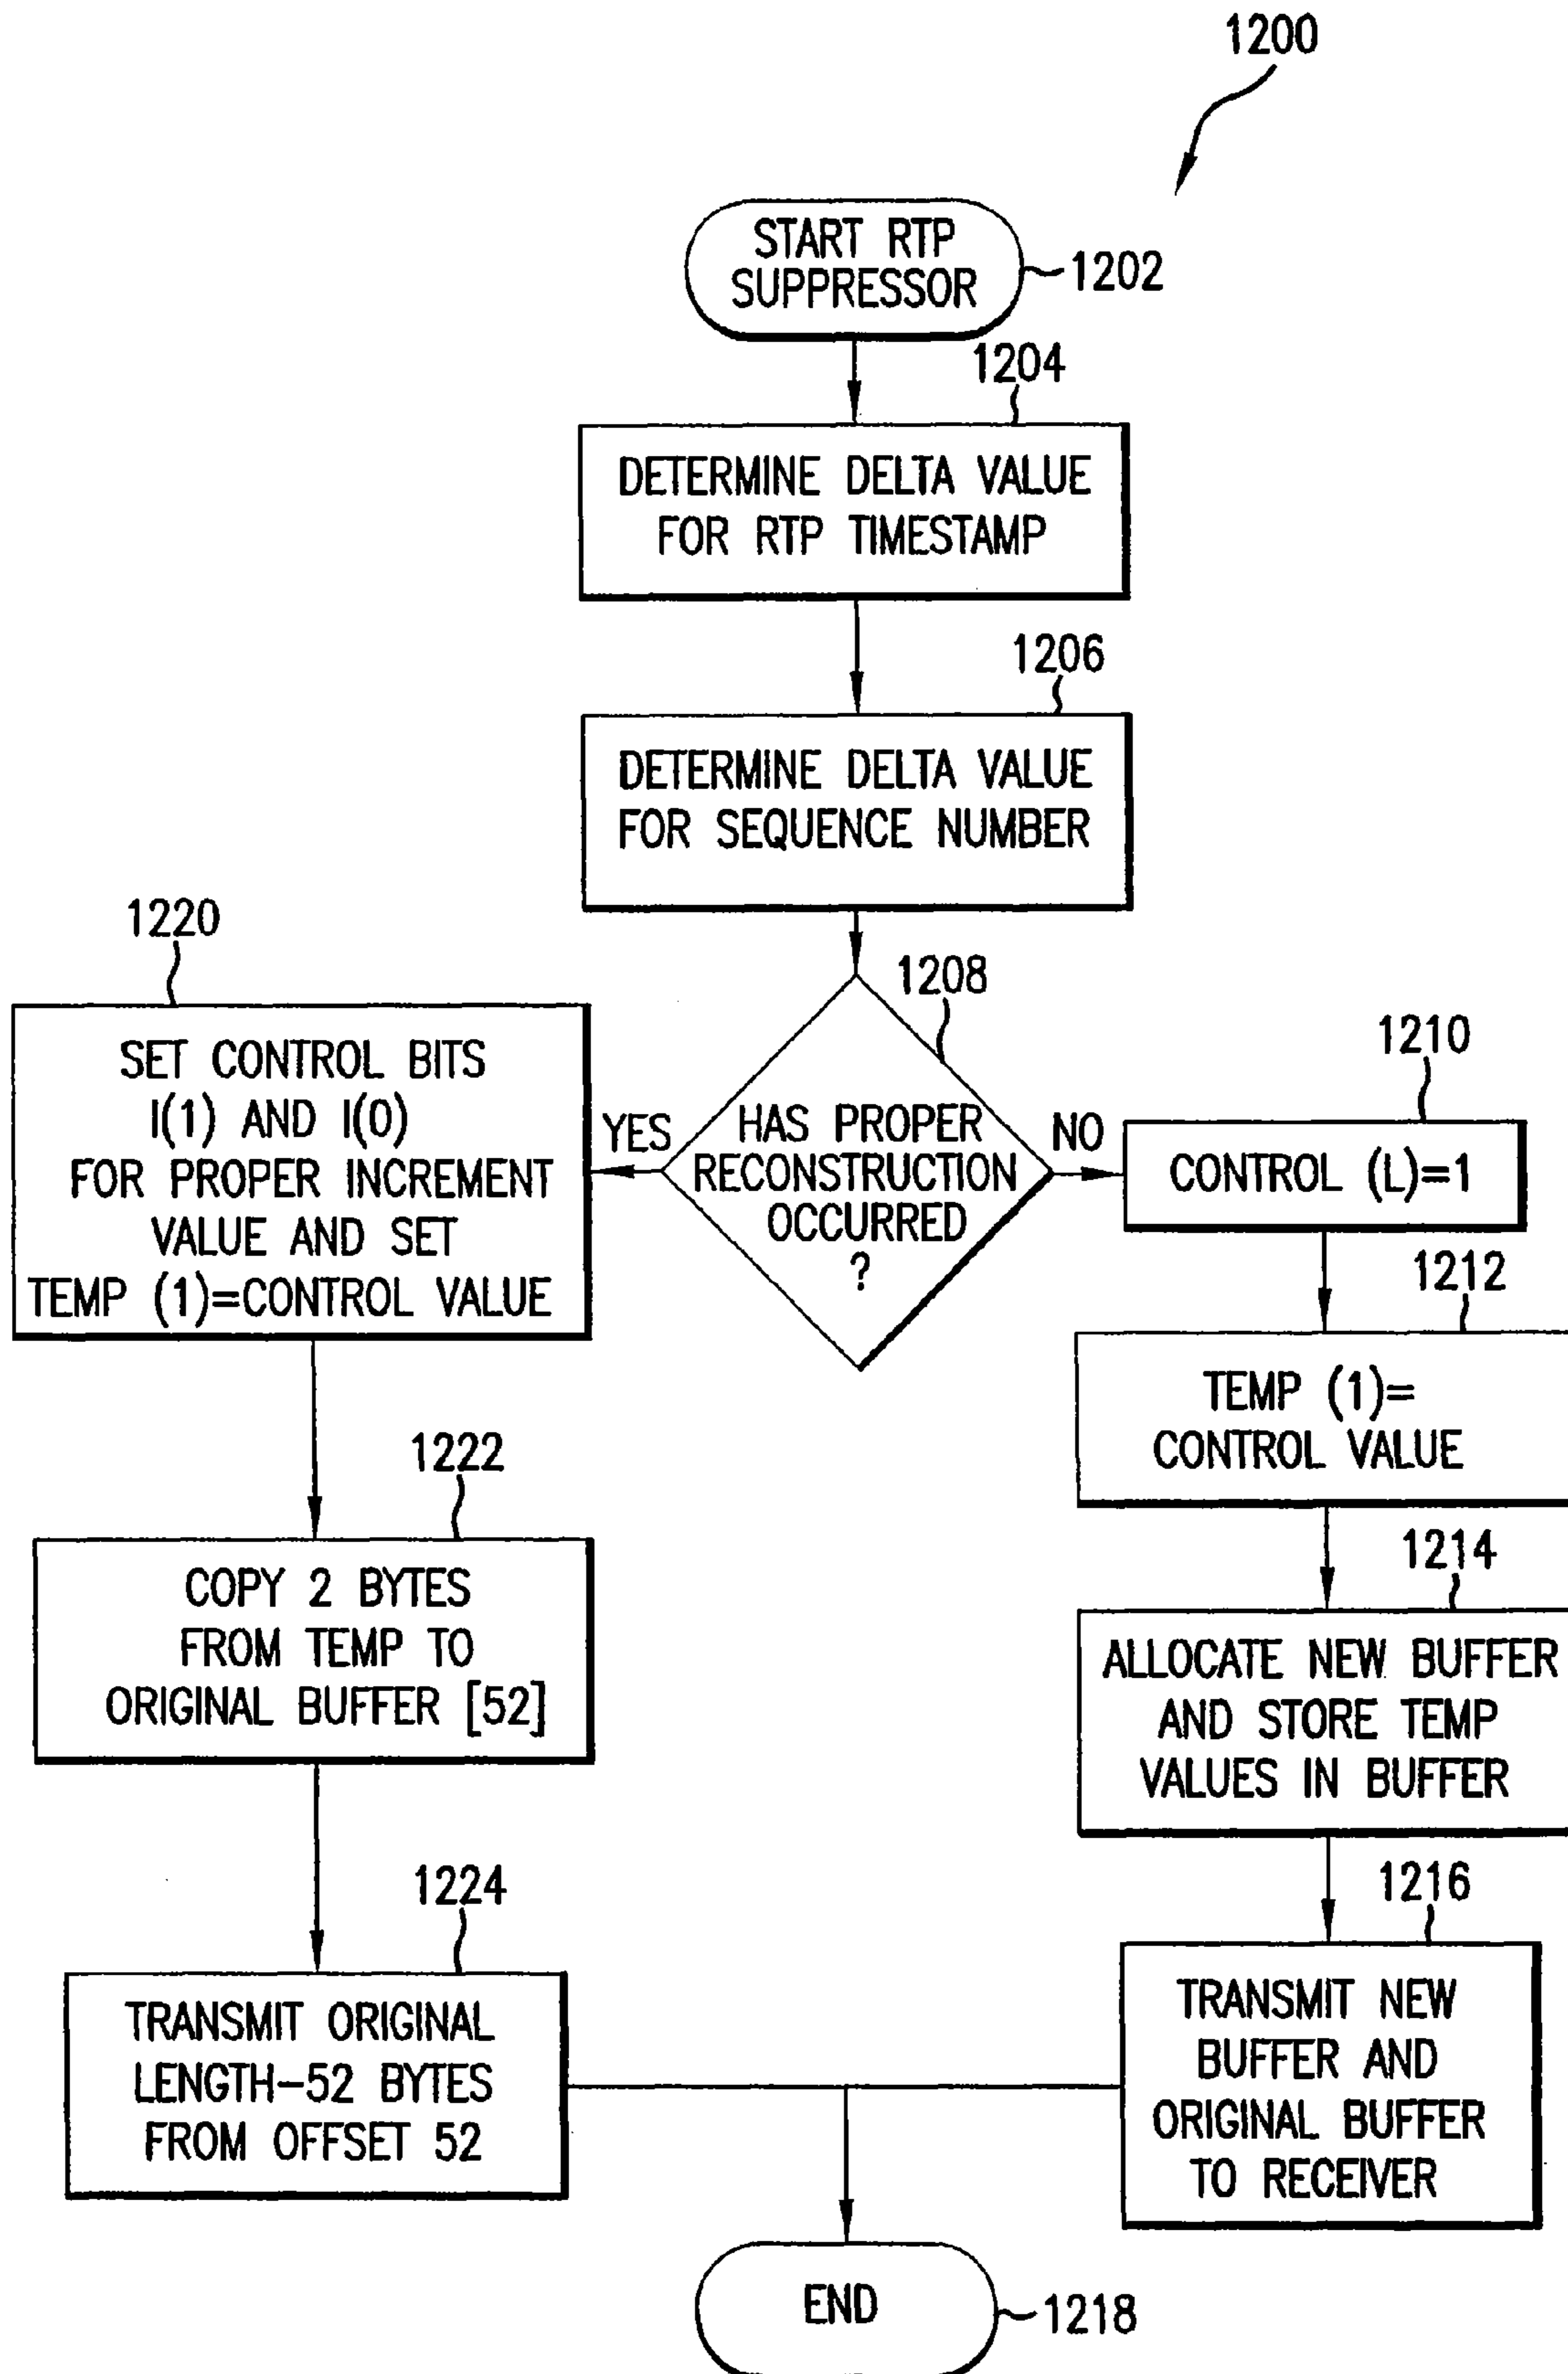 1200
START RTP
SUPPRESSOR
1202
1204
DETERMINE DELTA VALUE
FOR RTP TIMESTAMP
1206
DETERMINE DELTA VALUE
FOR SEQUENCE NUMBER
1208
HAS PROPER
RECONSTRUCTION
OCCURRED
?
YES
NO
1220
SET CONTROL BITS
I(1) AND I(0)
FOR PROPER INCREMENT
VALUE AND SET
TEMP (1)=CONTROL VALUE
1222
COPY 2 BYTES
FROM TEMP TO
ORIGINAL BUFFER [52]
1224
TRANSMIT ORIGINAL
LENGTH-52 BYTES
FROM OFFSET 52
1210
CONTROL (L)=1
1212
TEMP (1)=
CONTROL VALUE
1214
ALLOCATE NEW BUFFER
AND STORE TEMP
VALUES IN BUFFER
1216
TRANSMIT NEW
BUFFER AND
ORIGINAL BUFFER
TO RECEIVER
END
1218